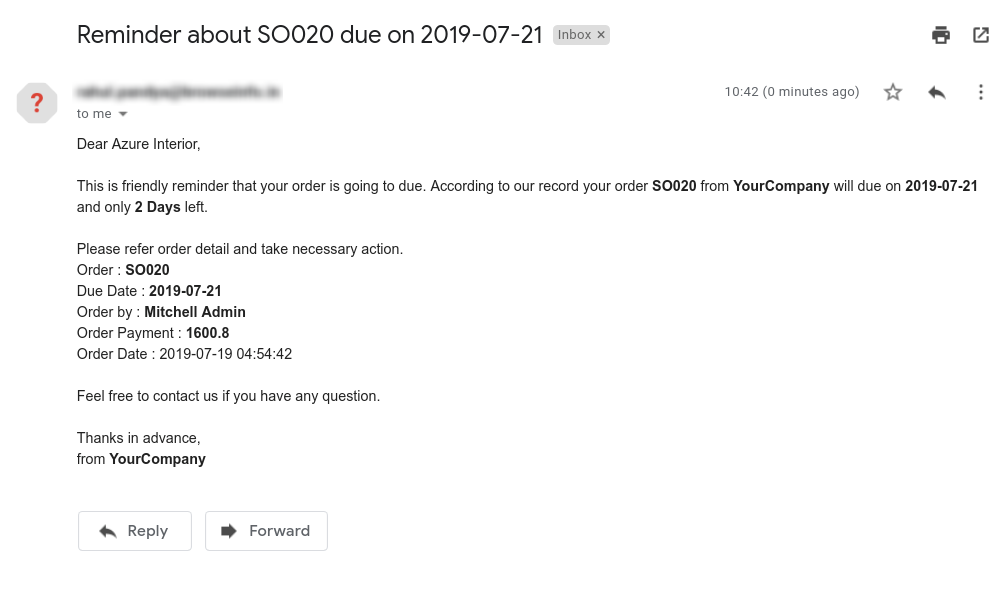 Reminder about SO020 due on 2019-07-21 Inbox ×
10:42 (0 minutes ago)
to me
Dear Azure Interior,
This is friendly reminder that your order is going to due. According to our record your order SO020 from YourCompany will due on 2019-07-21
and only 2 Days left.
Please refer order detail and take necessary action.
Order : SO020
Due Date : 2019-07-21
Order by : Mitchell Admin
Order Payment : 1600.8
Order Date : 2019-07-19 04:54:42
Feel free to contact us if you have any question.
Thanks in advance,
from YourCompany
Reply Forward